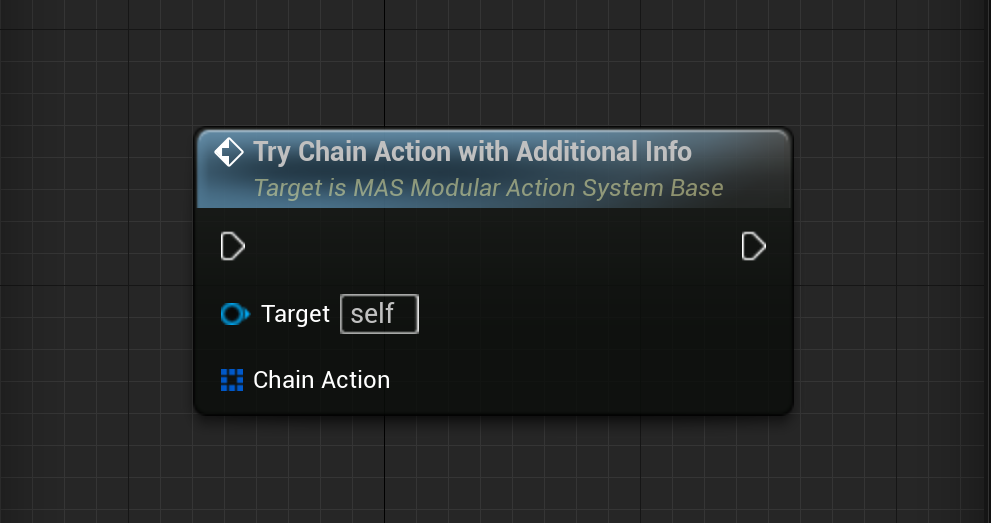 Try Chain Action with Additional Info
Target is MAS Modular Action System Base
Target self
Chain Action